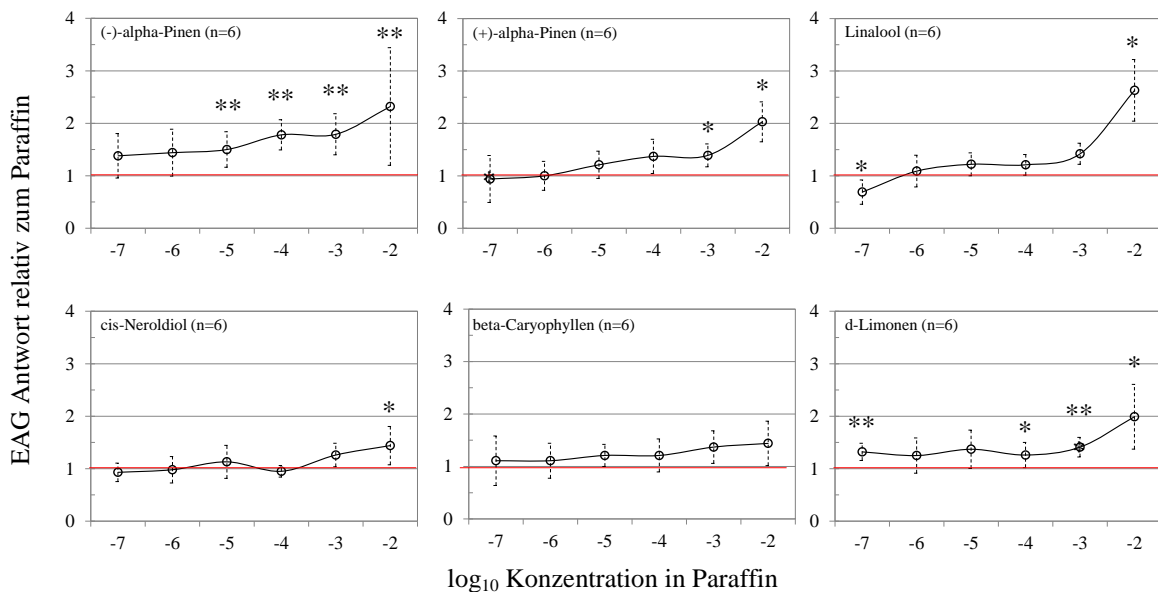 EAG Antwort relativ zum Paraffin
(-)-alpha-Pinen (n=6)
4
3
2
1
0
** ** ** **
-7 -6 -5 -4 -3 -2
(+)-alpha-Pinen (n=6)
4
3
2
1
0
* * *
-7 -6 -5 -4 -3 -2
Linalool (n=6)
4
3
2
1
0
* *
-7 -6 -5 -4 -3 -2
cis-Neroldiol (n=6)
4
3
2
1
0
*
-7 -6 -5 -4 -3 -2
beta-Caryophyllen (n=6)
4
3
2
1
0
-7 -6 -5 -4 -3 -2
d-Limonen (n=6)
4
3
2
1
0
** * ** *
-7 -6 -5 -4 -3 -2
log₁₀ Konzentration in Paraffin